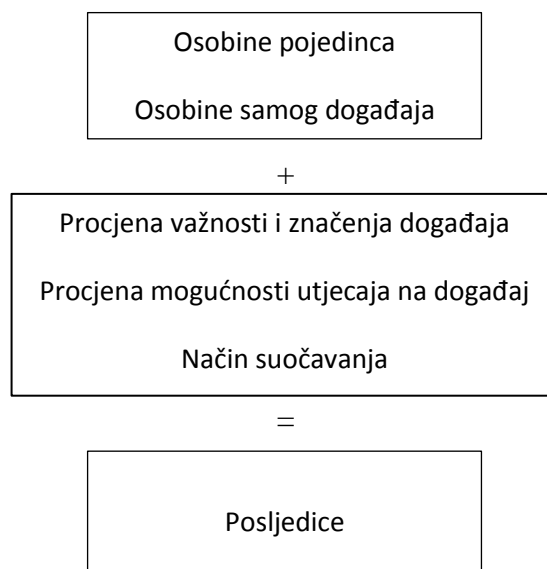 Osobine pojedinca
Osobine samog događaja
+
Procjena važnosti i značenja događaja
Procjena mogućnosti utjecaja na događaj
Način suočavanja
=
Posljedice